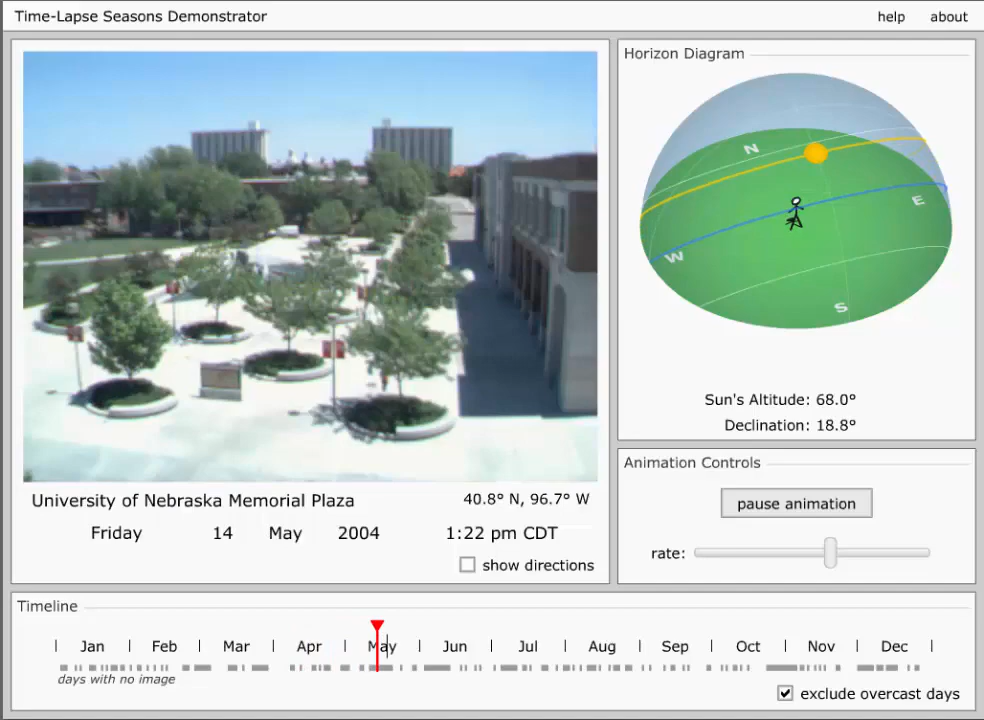 Time-Lapse Seasons Demonstrator
help about
Horizon Diagram
N
E
W
S
Sun's Altitude: 68.0°
Declination: 18.8°
University of Nebraska Memorial Plaza 40.8° N, 96.7° W
Friday 14 May 2004 1:22 pm CDT
show directions
Animation Controls
pause animation
rate:
Timeline
Jan Feb Mar Apr May Jun Jul Aug Sep Oct Nov Dec
days with no image
exclude overcast days